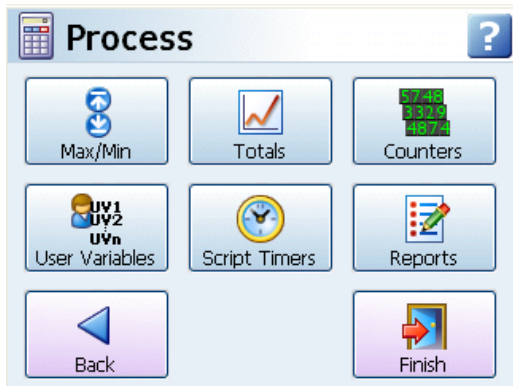 Process
?
Max/Min
Totals
5748
3329
4874
Counters
UV1
UV2
UVn
User Variables
Script Timers
Reports
Back
Finish